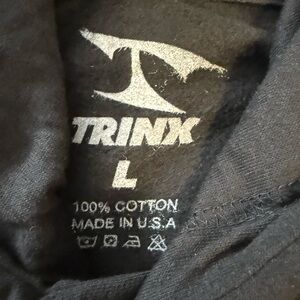 TRINX
L
100% COTTON
MADE IN U.S.A